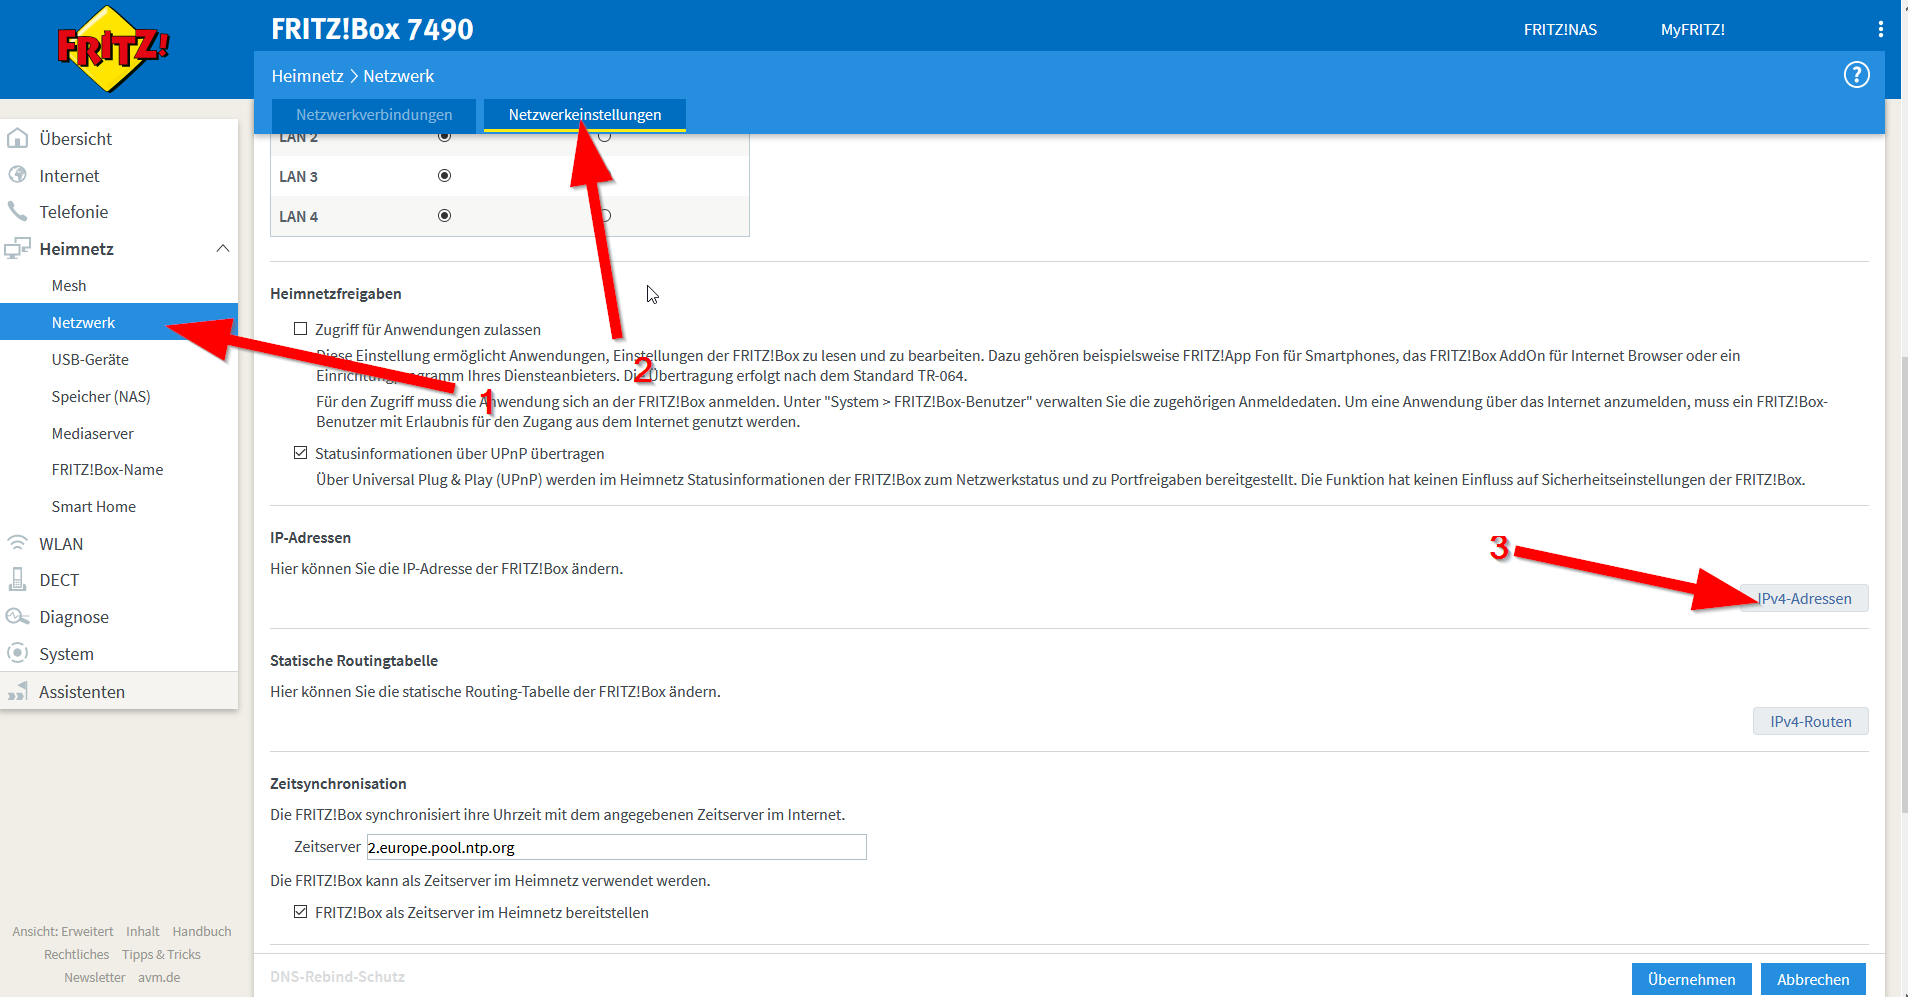 FRITZ!
FRITZ!Box 7490
FRITZ!NAS
MyFRITZ!
Heimnetz > Netzwerk
?
Netzwerkverbindungen
Netzwerkeinstellungen
Übersicht
Internet
Telefonie
Heimnetz
Mesh
Netzwerk
USB-Geräte
Speicher (NAS)
Mediaserver
FRITZ!Box-Name
Smart Home
WLAN
DECT
Diagnose
System
Assistenten
Ansicht: Erweitert Inhalt Handbuch
Rechtliches Tipps & Tricks
Newsletter avm.de
LAN 2
LAN 3
LAN 4
Heimnetzfreigaben
Zugriff für Anwendungen zulassen
Diese Einstellung ermöglicht Anwendungen, Einstellungen der FRITZ!Box zu lesen und zu bearbeiten. Dazu gehören beispielsweise FRITZ!App Fon für Smartphones, das FRITZ!Box AddOn für Internet Browser oder ein
Einrichtungsprogramm Ihres Diensteanbieters. Die Übertragung erfolgt nach dem Standard TR-064.
Für den Zugriff muss die Anwendung sich an der FRITZ!Box anmelden. Unter "System > FRITZ!Box-Benutzer" verwalten Sie die zugehörigen Anmeldedaten. Um eine Anwendung über das Internet anzumelden, muss ein FRITZ!Box-
Benutzer mit Erlaubnis für den Zugang aus dem Internet genutzt werden.
1
2
Statusinformationen über UPnP übertragen
Über Universal Plug & Play (UPnP) werden im Heimnetz Statusinformationen der FRITZ!Box zum Netzwerkstatus und zu Portfreigaben bereitgestellt. Die Funktion hat keinen Einfluss auf Sicherheitseinstellungen der FRITZ!Box.
IP-Adressen
Hier können Sie die IP-Adresse der FRITZ!Box ändern.
3
IPv4-Adressen
Statische Routingtabelle
Hier können Sie die statische Routing-Tabelle der FRITZ!Box ändern.
IPv4-Routen
Zeitsynchronisation
Die FRITZ!Box synchronisiert ihre Uhrzeit mit dem angegebenen Zeitserver im Internet.
Zeitserver 2.europe.pool.ntp.org
Die FRITZ!Box kann als Zeitserver im Heimnetz verwendet werden.
FRITZ!Box als Zeitserver im Heimnetz bereitstellen
DNS-Rebind-Schutz
Übernehmen
Abbrechen